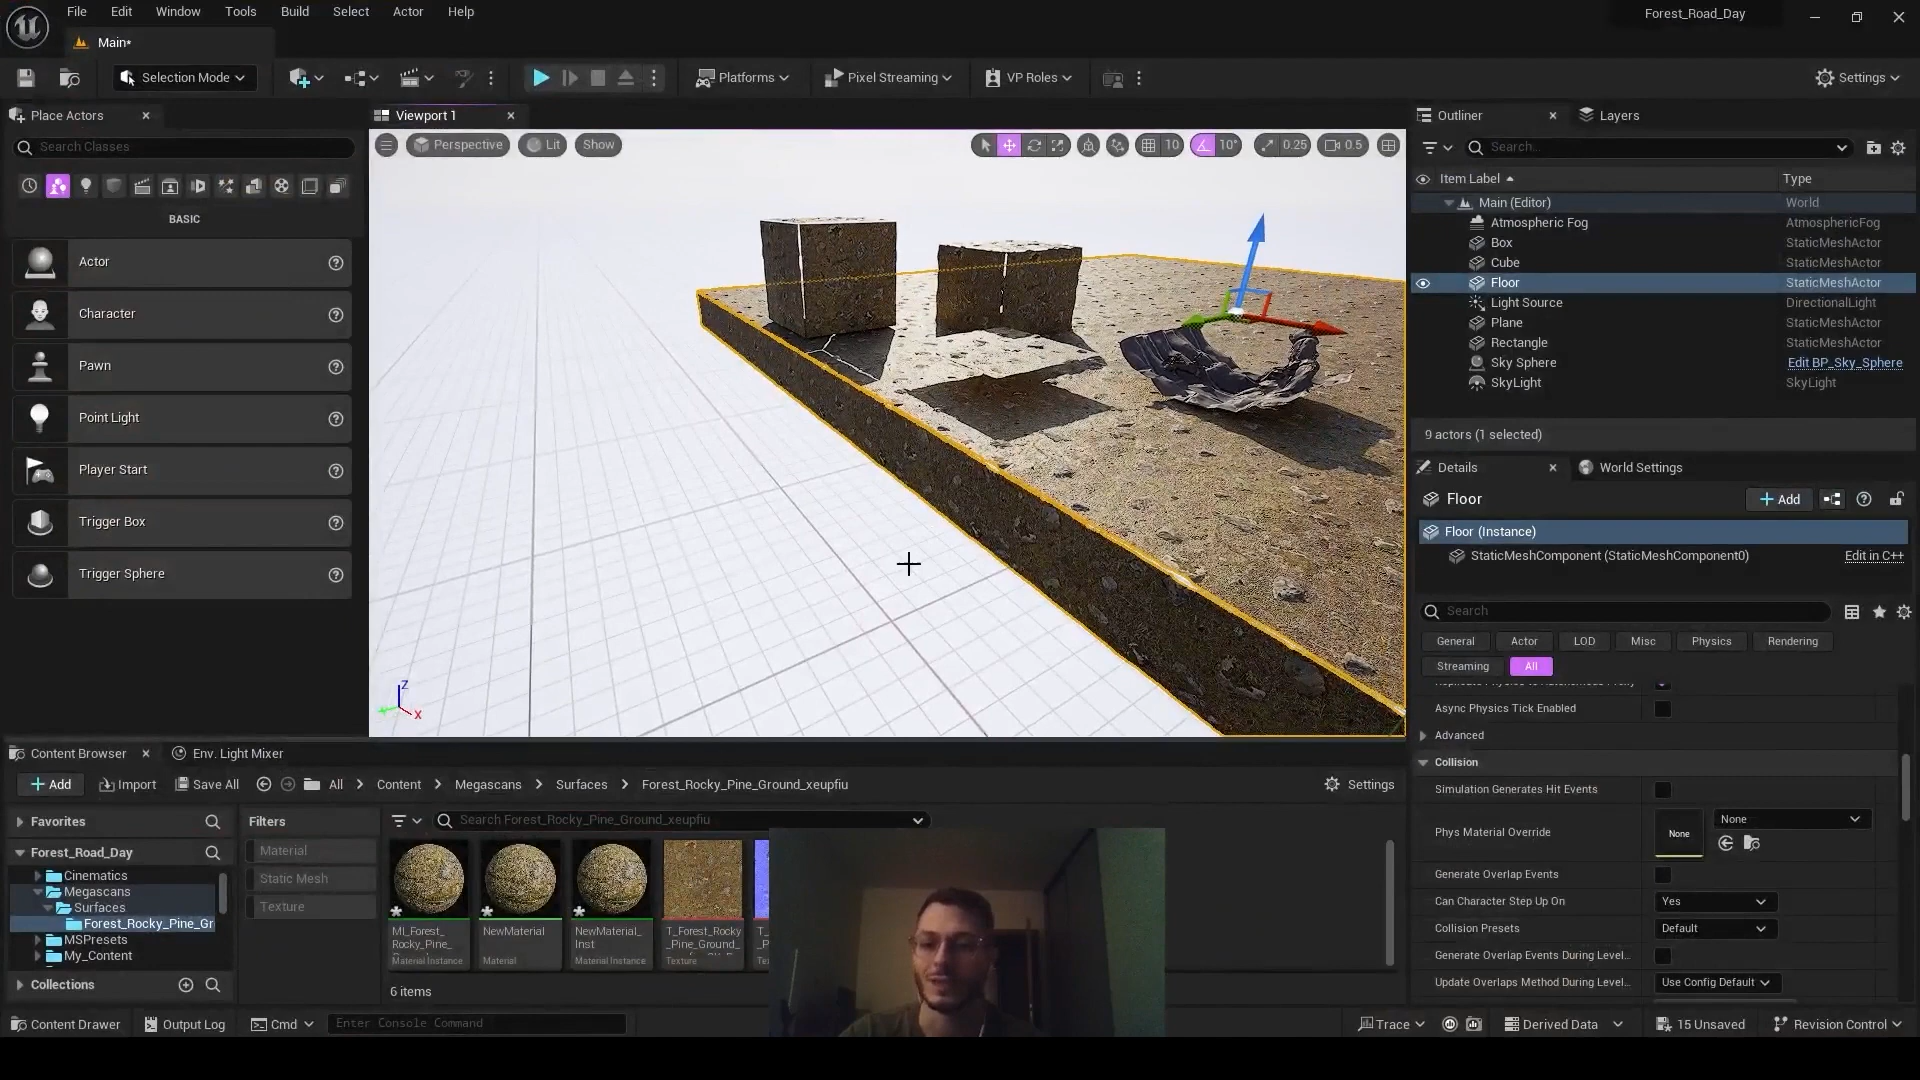 File Edit Window Tools Build Select Actor Help
Forest_Road_Day
Main*
Selection Mode
Platforms
Pixel Streaming
VP Roles
Settings
Place Actors
Search Classes
BASIC
Actor
Character
Pawn
Point Light
Player Start
Trigger Box
Trigger Sphere
Viewport 1
Perspective Lit Show
10 10° 0.25 0.5
Z
X
Outliner
Layers
Search...
Item Label Type
Main (Editor) World
Atmospheric Fog AtmosphericFog
Box StaticMeshActor
Cube StaticMeshActor
Floor StaticMeshActor
Light Source DirectionalLight
Plane StaticMeshActor
Rectangle StaticMeshActor
Sky Sphere Edit BP_Sky_Sphere
SkyLight SkyLight
9 actors (1 selected)
Details
World Settings
Floor
+ Add
Floor (Instance)
StaticMeshComponent (StaticMeshComponent0) Edit in C++
Search
General Actor LOD Misc Physics Rendering
Streaming All
Async Physics Tick Enabled
Advanced
Collision
Simulation Generates Hit Events
Phys Material Override None None
Generate Overlap Events
Can Character Step Up On Yes
Collision Presets Default
Generate Overlap Events During Level...
Update Overlaps Method During Level... Use Config Default
Content Browser
Env. Light Mixer
+ Add Import Save All All > Content > Megascans > Surfaces > Forest_Rocky_Pine_Ground_xeupfiu Settings
Favorites
Forest_Road_Day
Cinematics
Megascans
Surfaces
Forest_Rocky_Pine_Gr
MSPresets
My_Content
Collections
Filters
Material
Static Mesh
Texture
Search Forest_Rocky_Pine_Ground_xeupfiu
MI_Forest_
Rocky_Pine_
Material Instance
NewMaterial
Material
NewMaterial_
Inst
Material Instance
T_Forest_Rocky
_Pine_Ground_
Texture
6 items
Content Drawer Output Log Cmd Enter Console Command
Trace Derived Data 15 Unsaved Revision Control